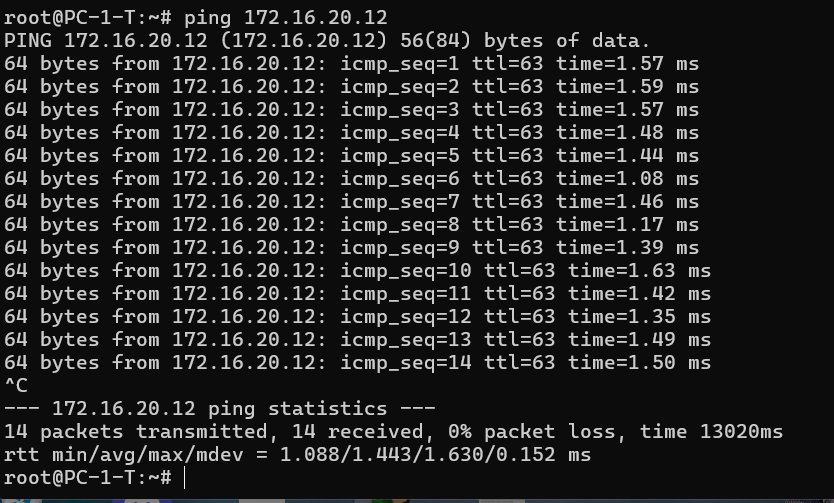 root@PC-1-T:~# ping 172.16.20.12
PING 172.16.20.12 (172.16.20.12) 56(84) bytes of data.
64 bytes from 172.16.20.12: icmp_seq=1 ttl=63 time=1.57 ms
64 bytes from 172.16.20.12: icmp_seq=2 ttl=63 time=1.59 ms
64 bytes from 172.16.20.12: icmp_seq=3 ttl=63 time=1.57 ms
64 bytes from 172.16.20.12: icmp_seq=4 ttl=63 time=1.48 ms
64 bytes from 172.16.20.12: icmp_seq=5 ttl=63 time=1.44 ms
64 bytes from 172.16.20.12: icmp_seq=6 ttl=63 time=1.08 ms
64 bytes from 172.16.20.12: icmp_seq=7 ttl=63 time=1.46 ms
64 bytes from 172.16.20.12: icmp_seq=8 ttl=63 time=1.17 ms
64 bytes from 172.16.20.12: icmp_seq=9 ttl=63 time=1.39 ms
64 bytes from 172.16.20.12: icmp_seq=10 ttl=63 time=1.63 ms
64 bytes from 172.16.20.12: icmp_seq=11 ttl=63 time=1.42 ms
64 bytes from 172.16.20.12: icmp_seq=12 ttl=63 time=1.35 ms
64 bytes from 172.16.20.12: icmp_seq=13 ttl=63 time=1.49 ms
64 bytes from 172.16.20.12: icmp_seq=14 ttl=63 time=1.50 ms
^C
--- 172.16.20.12 ping statistics ---
14 packets transmitted, 14 received, 0% packet loss, time 13020ms
rtt min/avg/max/mdev = 1.088/1.443/1.630/0.152 ms
root@PC-1-T:~#